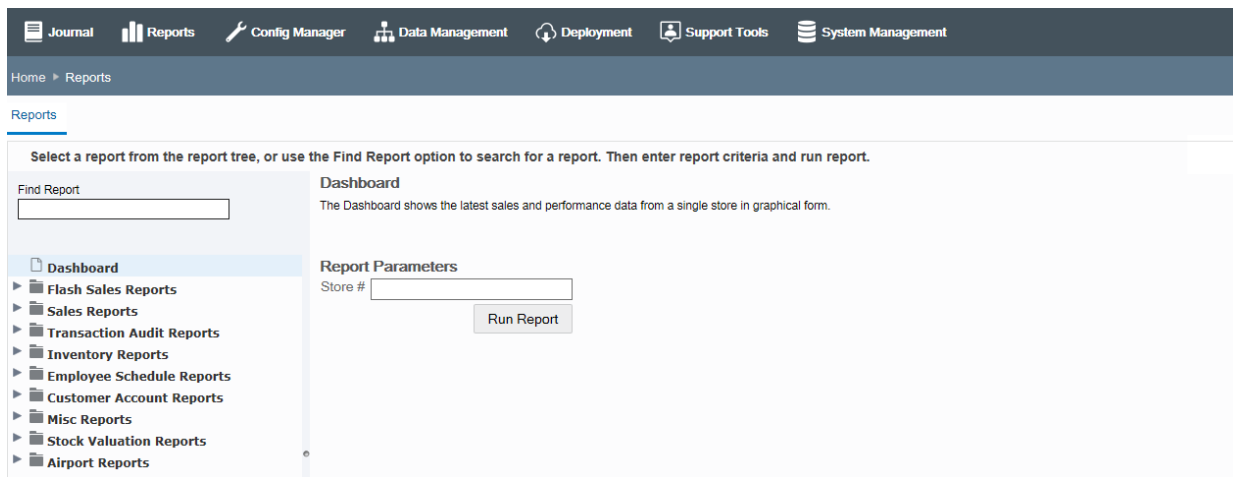 Journal Reports Config Manager Data Management Deployment Support Tools System Management
Home Reports
Reports
Select a report from the report tree, or use the Find Report option to search for a report. Then enter report criteria and run report.
Find Report
Dashboard
Flash Sales Reports
Sales Reports
Transaction Audit Reports
Inventory Reports
Employee Schedule Reports
Customer Account Reports
Misc Reports
Stock Valuation Reports
Airport Reports
Dashboard
The Dashboard shows the latest sales and performance data from a single store in graphical form.
Report Parameters
Store #
Run Report